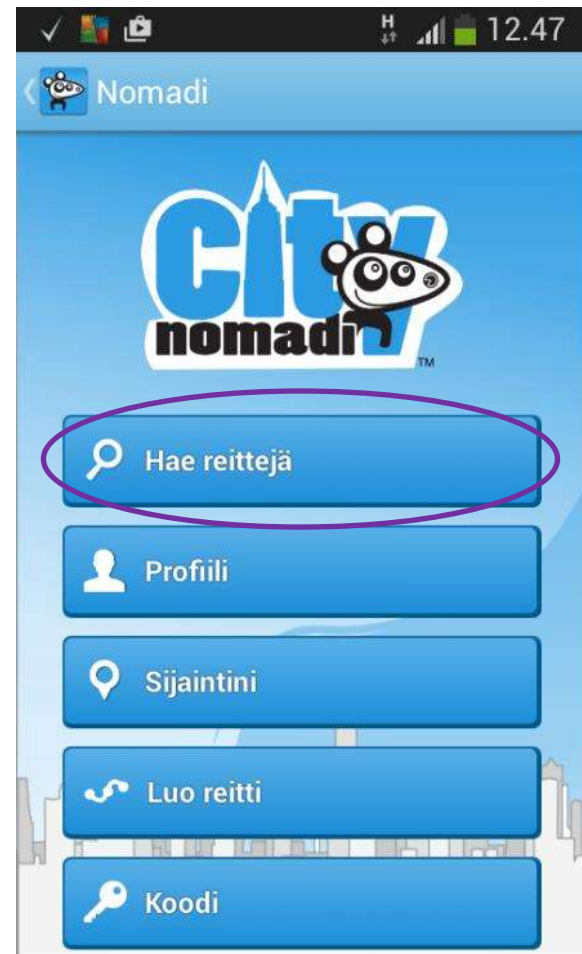 H 12.47
Nomadi
city
nomadi
TM
Hae reittejä
Profiili
Sijaintini
Luo reitti
Koodi